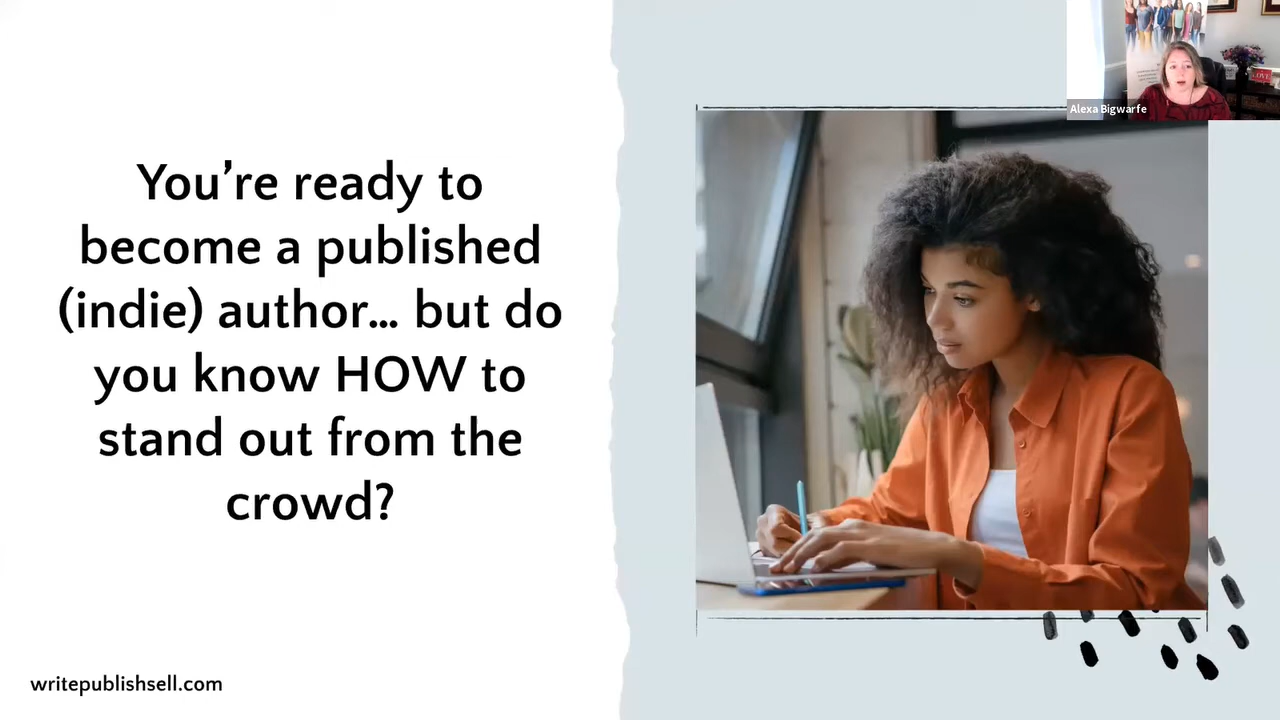 You’re ready to
become a published
(indie) author... but do
you know HOW to
stand out from the
crowd?
writepublishsell.com
Alexa Bigwarfe
LOVE